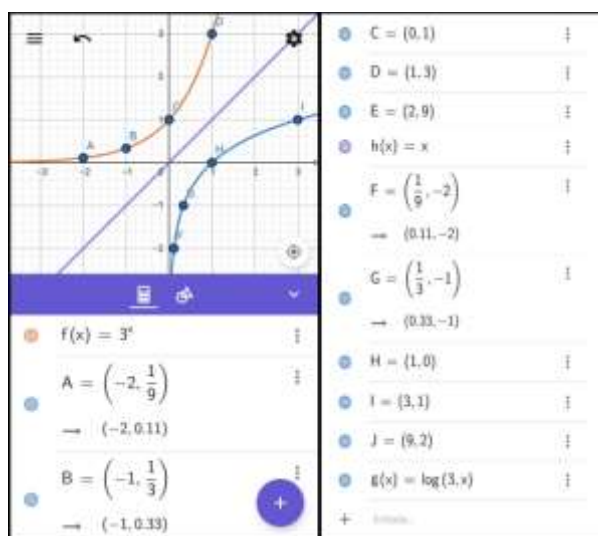 A
B
C
D
H
I
f(x) = 3ˣ
A = (-2, 1/9)
→ (-2, 0.11)
B = (-1, 1/3)
→ (-1, 0.33)
+
C = (0, 1)
D = (1, 3)
E = (2, 9)
h(x) = x
F = (1/9, -2)
→ (0.11, -2)
G = (1/3, -1)
→ (0.33, -1)
H = (1, 0)
I = (3, 1)
J = (9, 2)
g(x) = log(3, x)
+